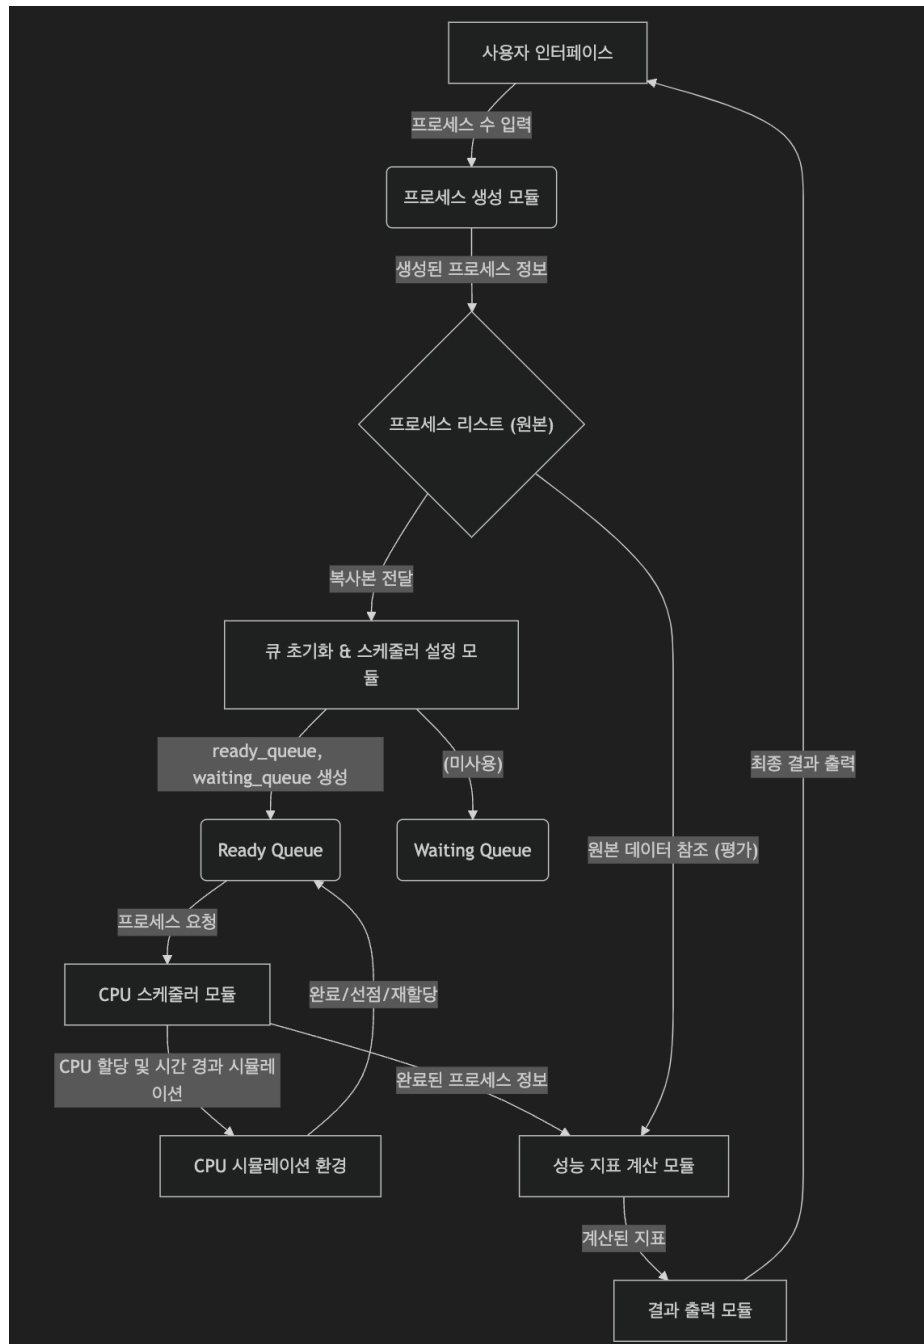 사용자 인터페이스
프로세스 수 입력
프로세스 생성 모듈
생성된 프로세스 정보
프로세스 리스트 (원본)
복사본 전달
큐 초기화 & 스케줄러 설정 모
듈
ready_queue,
waiting_queue 생성
(미사용)
최종 결과 출력
Ready Queue
Waiting Queue
원본 데이터 참조 (평가)
프로세스 요청
CPU 스케줄러 모듈
완료/선점/재할당
CPU 할당 및 시간 경과 시뮬레
이션
완료된 프로세스 정보
CPU 시뮬레이션 환경
성능 지표 계산 모듈
계산된 지표
결과 출력 모듈